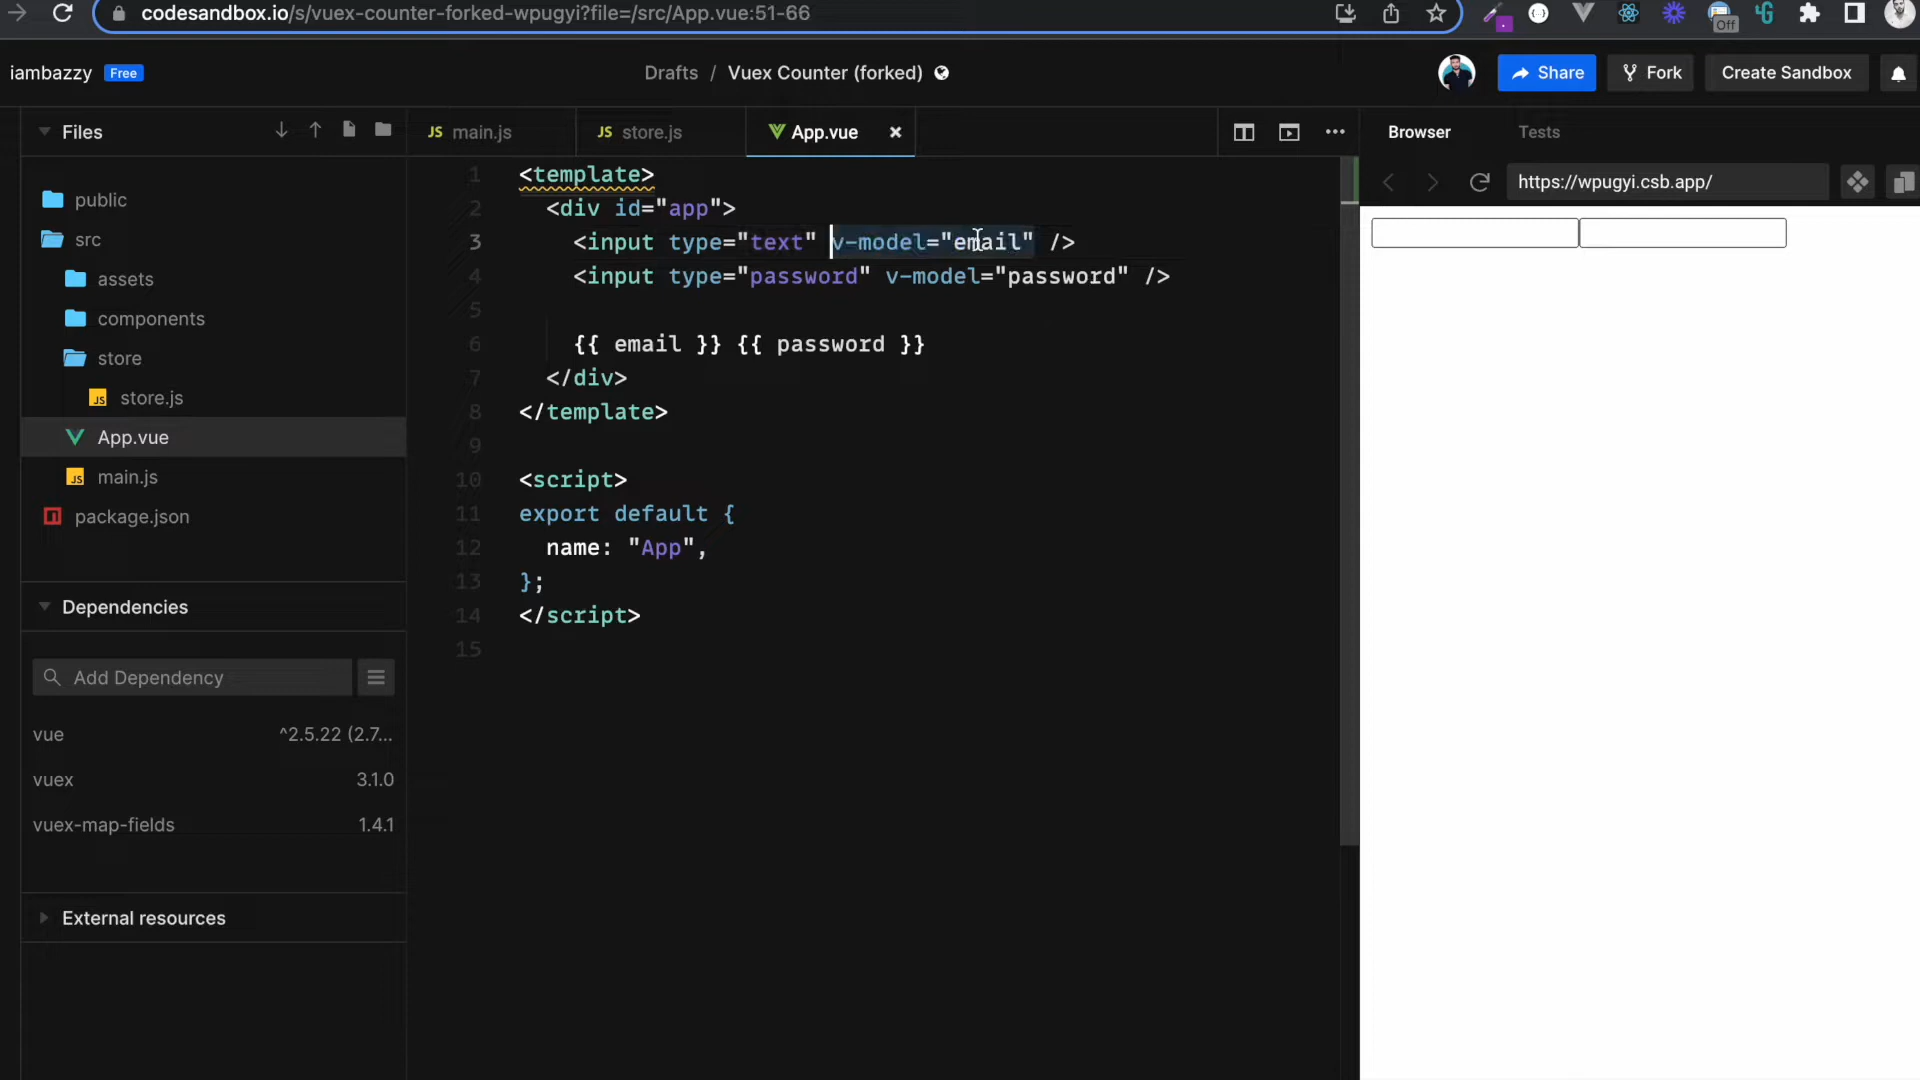 codesandbox.io/s/vuex-counter-forked-wpugyi?file=/src/App.vue:51-66
Off
iambazzy Free
Drafts / Vuex Counter (forked)
Share
Fork
Create Sandbox
Files
JS main.js
JS store.js
App.vue
Browser
Tests
https://wpugyi.csb.app/
public
src
assets
components
store
JS store.js
App.vue
JS main.js
package.json
Dependencies
Add Dependency
vue ^2.5.22 (2.7...
vuex 3.1.0
vuex-map-fields 1.4.1
External resources
1 <template>
2 <div id="app">
3 <input type="text" v-model="email" />
4 <input type="password" v-model="password" />
5
6 {{ email }} {{ password }}
7 </div>
8 </template>
9
10 <script>
11 export default {
12 name: "App",
13 };
14 </script>
15